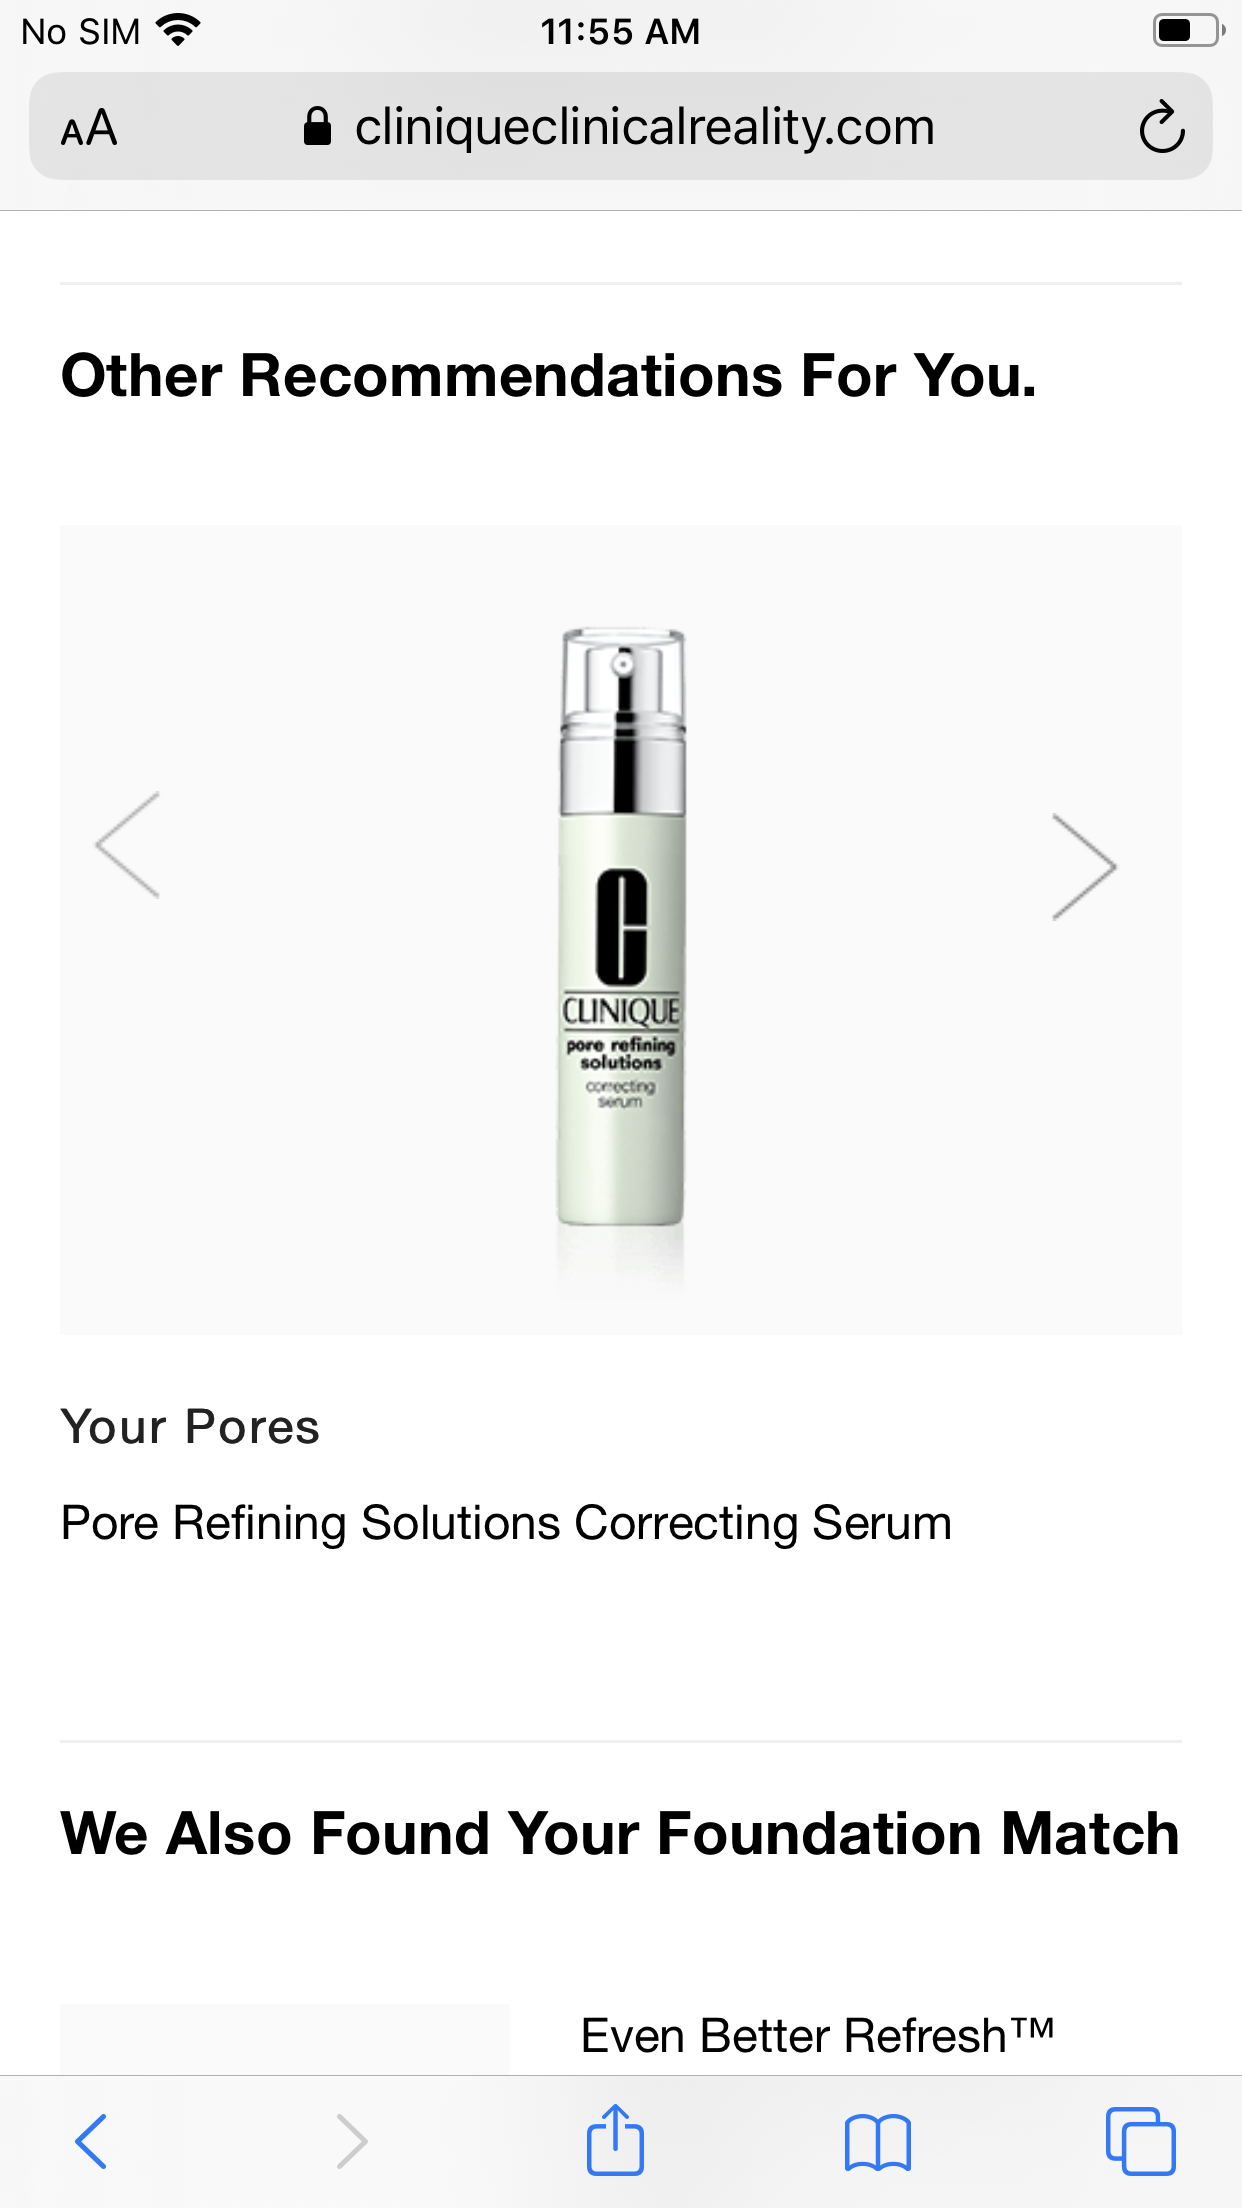 No SIM
11:55 AM
AA
cliniqueclinicalreality.com
Other Recommendations For You.
CLINIQUE
pore refining
solutions
correcting
serum
Your Pores
Pore Refining Solutions Correcting Serum
We Also Found Your Foundation Match
Even Better Refresh™